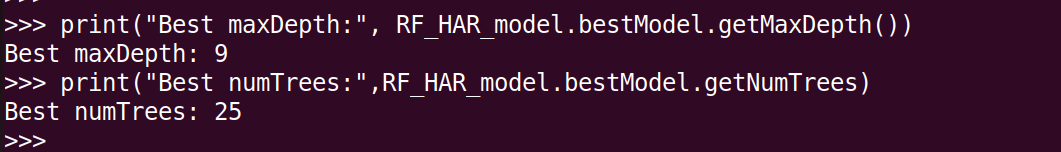 >>> print("Best maxDepth:", RF_HAR_model.bestModel.getMaxDepth())
Best maxDepth: 9
>>> print("Best numTrees:",RF_HAR_model.bestModel.getNumTrees)
Best numTrees: 25
>>>